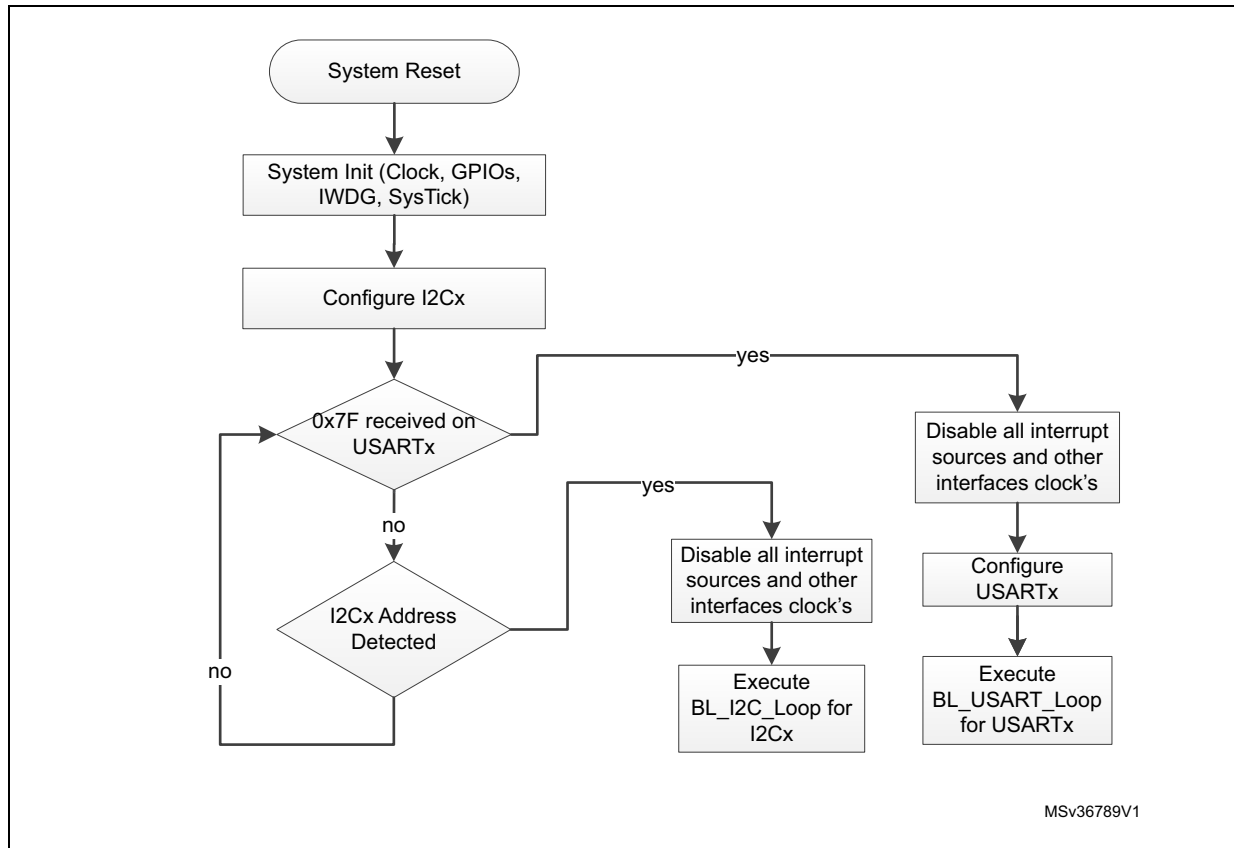 System Reset
System Init (Clock, GPIOs,
IWDG, SysTick)
Configure I2Cx
yes
0x7F received on
USARTx
Disable all interrupt
sources and other
interfaces clock's
yes
no
Disable all interrupt
sources and other
interfaces clock's
Configure
USARTx
I2Cx Address
Detected
no
Execute
BL_I2C_Loop for
I2Cx
Execute
BL_USART_Loop
for USARTx
MSv36789V1